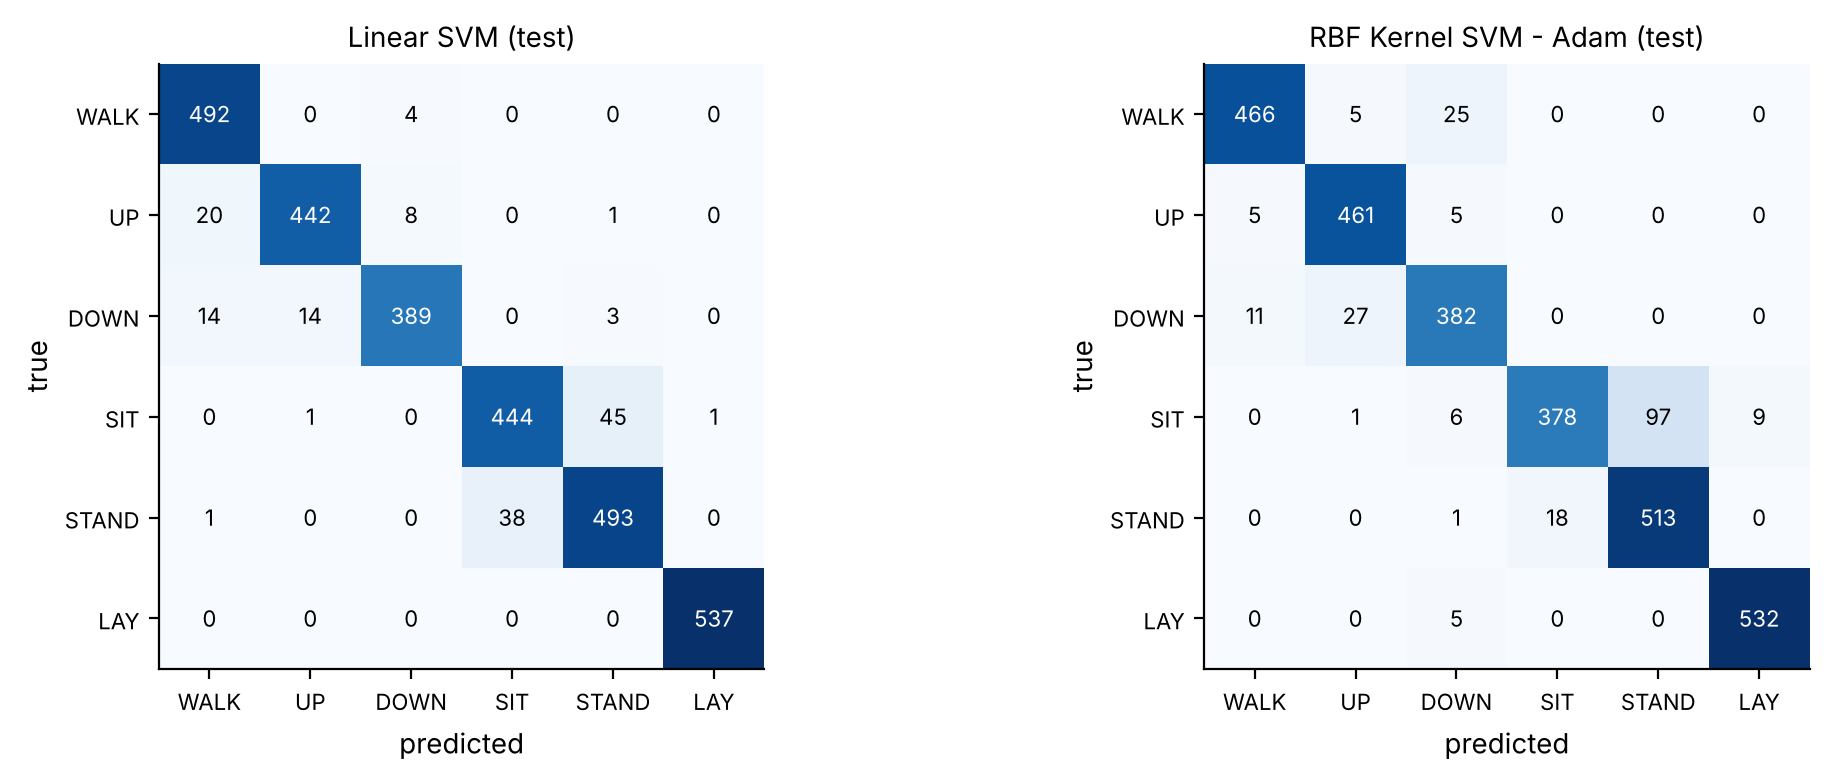 Linear SVM (test)
true
WALK 492 0 4 0 0 0
UP 20 442 8 0 1 0
DOWN 14 14 389 0 3 0
SIT 0 1 0 444 45 1
STAND 1 0 0 38 493 0
LAY 0 0 0 0 0 537
WALK UP DOWN SIT STAND LAY
predicted
RBF Kernel SVM - Adam (test)
true
WALK 466 5 25 0 0 0
UP 5 461 5 0 0 0
DOWN 11 27 382 0 0 0
SIT 0 1 6 378 97 9
STAND 0 0 1 18 513 0
LAY 0 0 5 0 0 532
WALK UP DOWN SIT STAND LAY
predicted